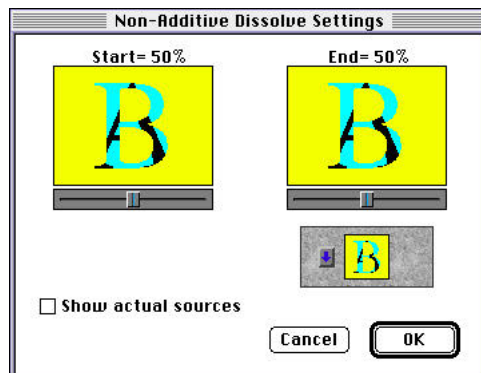 Non-Additive Dissolve Settings
Start= 50%
End= 50%
B
A
B
A
B
A
Show actual sources
Cancel
OK